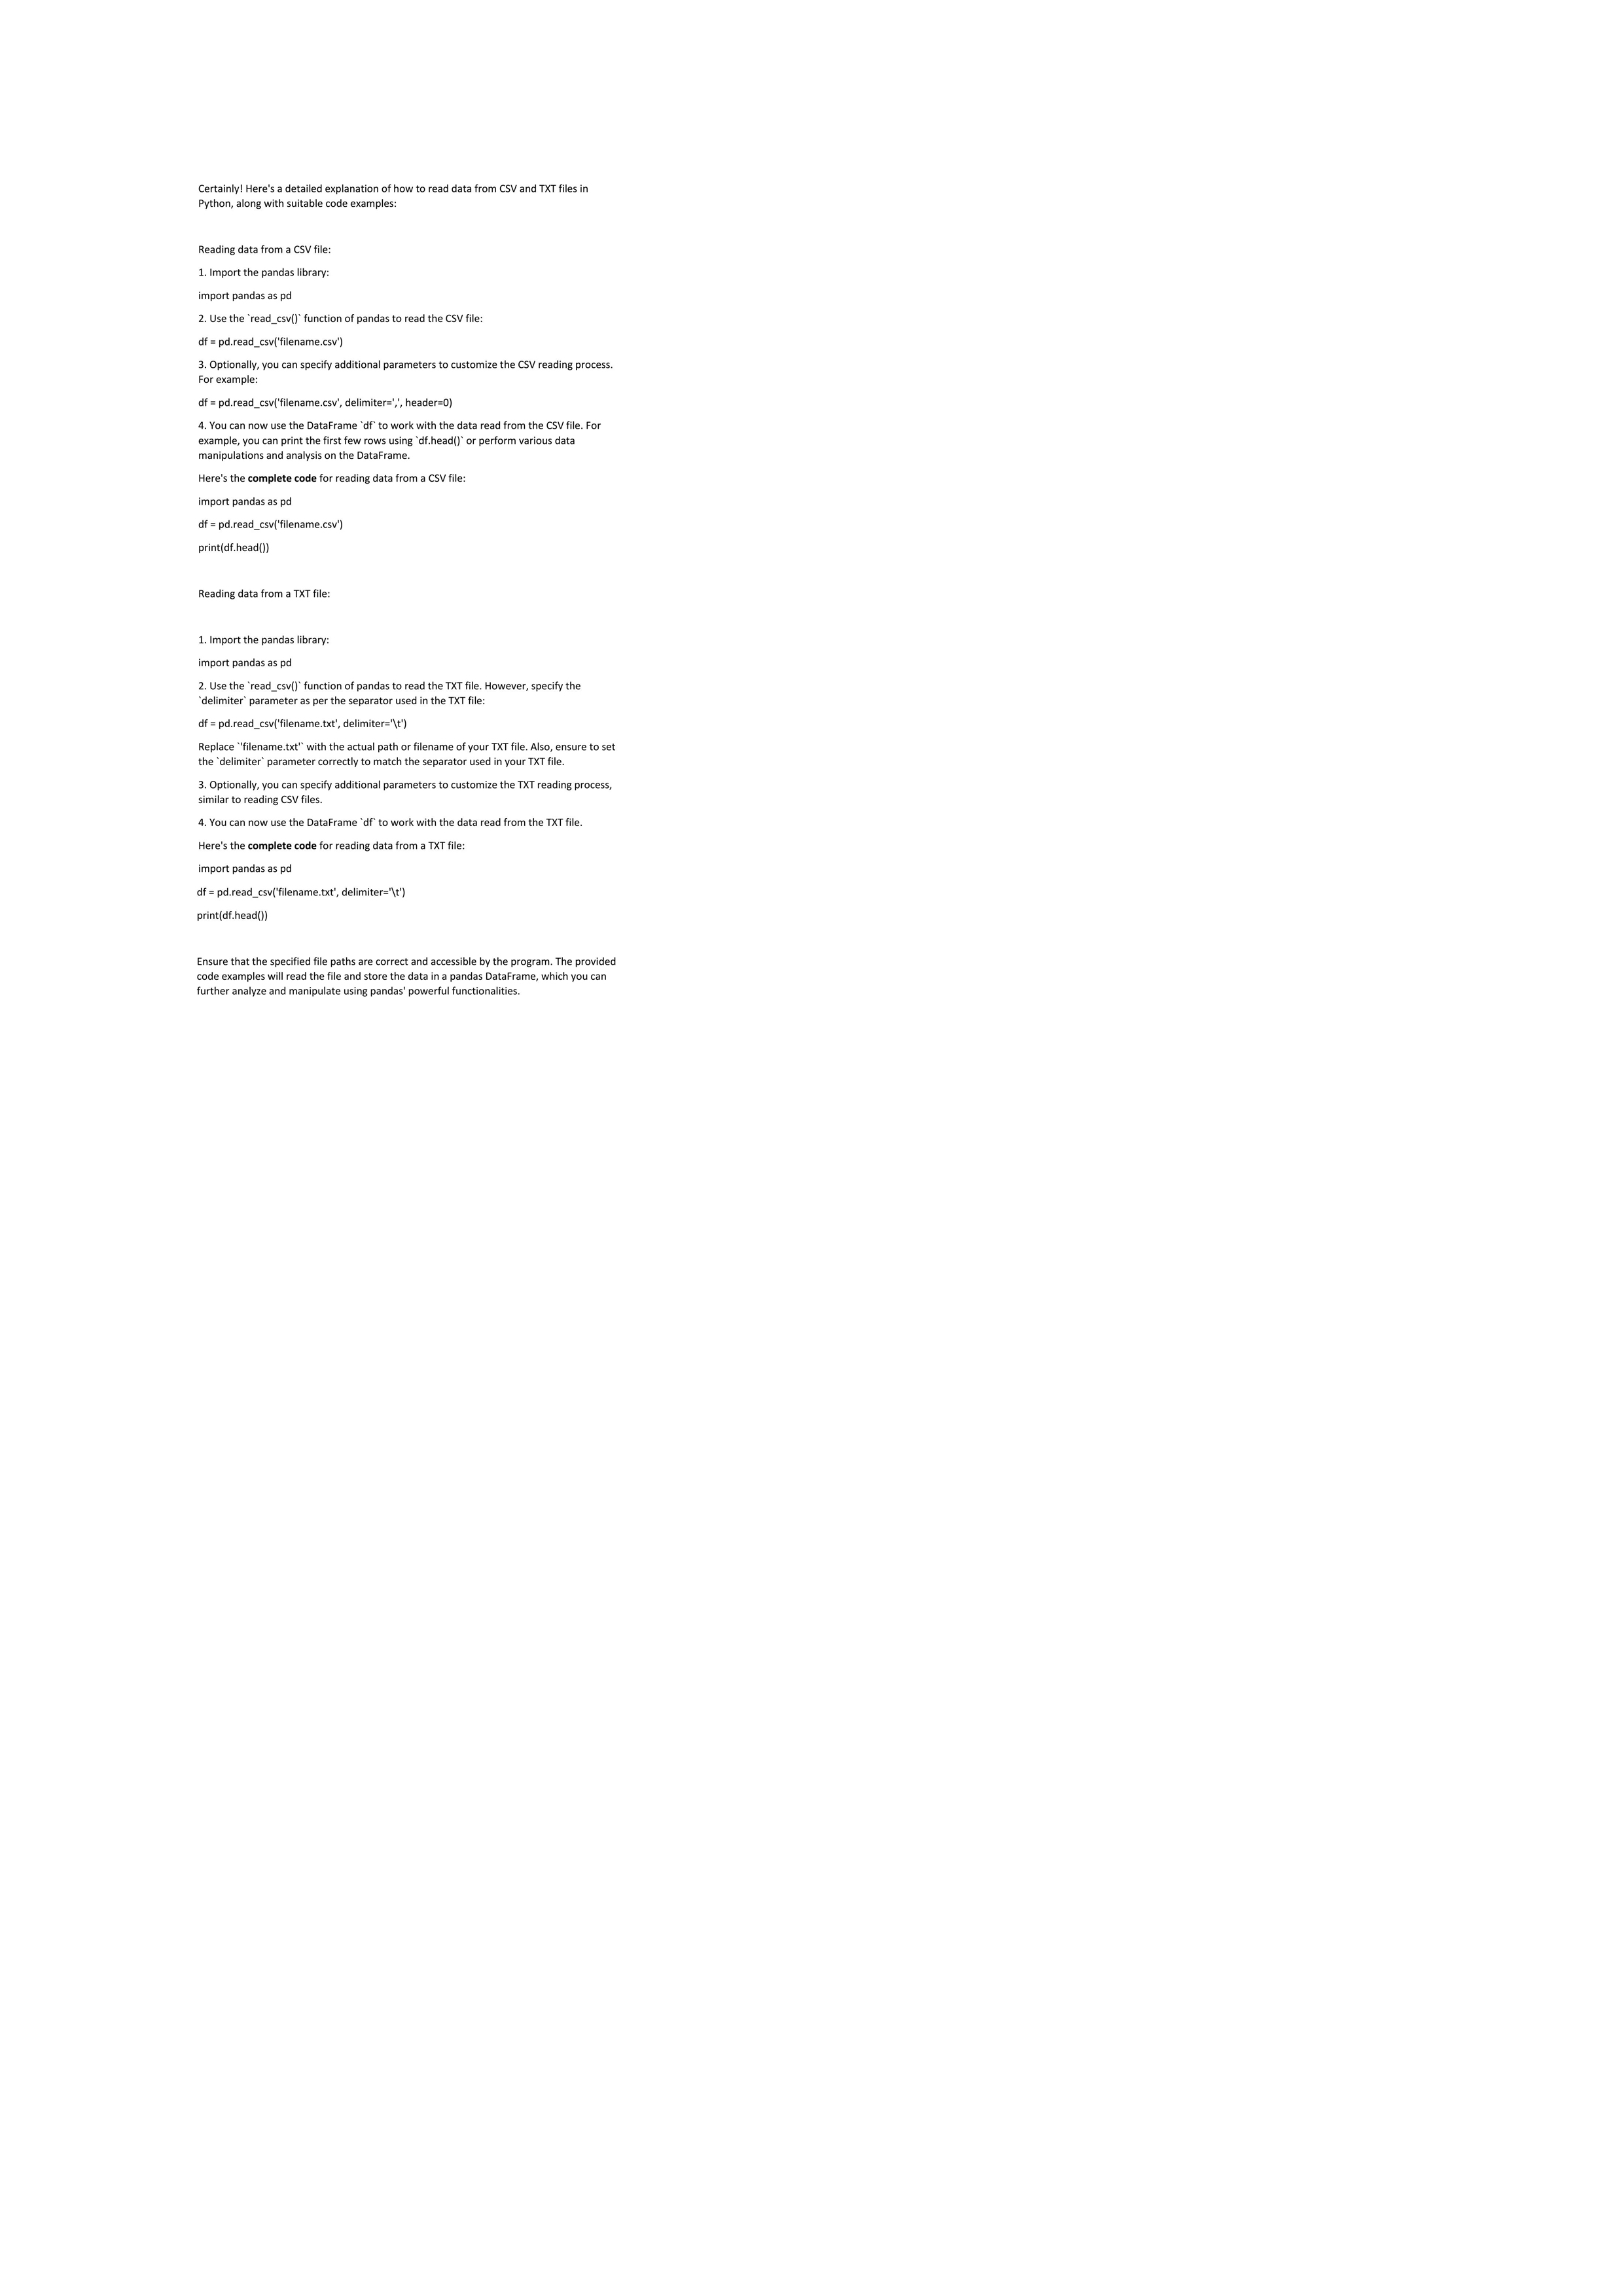 Certainly! Here's a detailed explanation of how to read data from CSV and TXT files in
Python, along with suitable code examples:
Reading data from a CSV file:
1. Import the pandas library:
import pandas as pd
2. Use the `read_csv()` function of pandas to read the CSV file:
df = pd.read_csv('filename.csv')
3. Optionally, you can specify additional parameters to customize the CSV reading process.
For example:
df = pd.read_csv('filename.csv', delimiter=',', header=0)
4. You can now use the DataFrame `df` to work with the data read from the CSV file. For
example, you can print the first few rows using `df.head()` or perform various data
manipulations and analysis on the DataFrame.
Here's the complete code for reading data from a CSV file:
import pandas as pd
df = pd.read_csv('filename.csv')
print(df.head())
Reading data from a TXT file:
1. Import the pandas library:
import pandas as pd
2. Use the `read_csv()` function of pandas to read the TXT file. However, specify the
`delimiter` parameter as per the separator used in the TXT file:
df = pd.read_csv('filename.txt', delimiter='\t')
Replace `'filename.txt'` with the actual path or filename of your TXT file. Also, ensure to set
the `delimiter` parameter correctly to match the separator used in your TXT file.
3. Optionally, you can specify additional parameters to customize the TXT reading process,
similar to reading CSV files.
4. You can now use the DataFrame `df` to work with the data read from the TXT file.
Here's the complete code for reading data from a TXT file:
import pandas as pd
df = pd.read_csv('filename.txt', delimiter='\t')
print(df.head())
Ensure that the specified file paths are correct and accessible by the program. The provided
code examples will read the file and store the data in a pandas DataFrame, which you can
further analyze and manipulate using pandas' powerful functionalities.